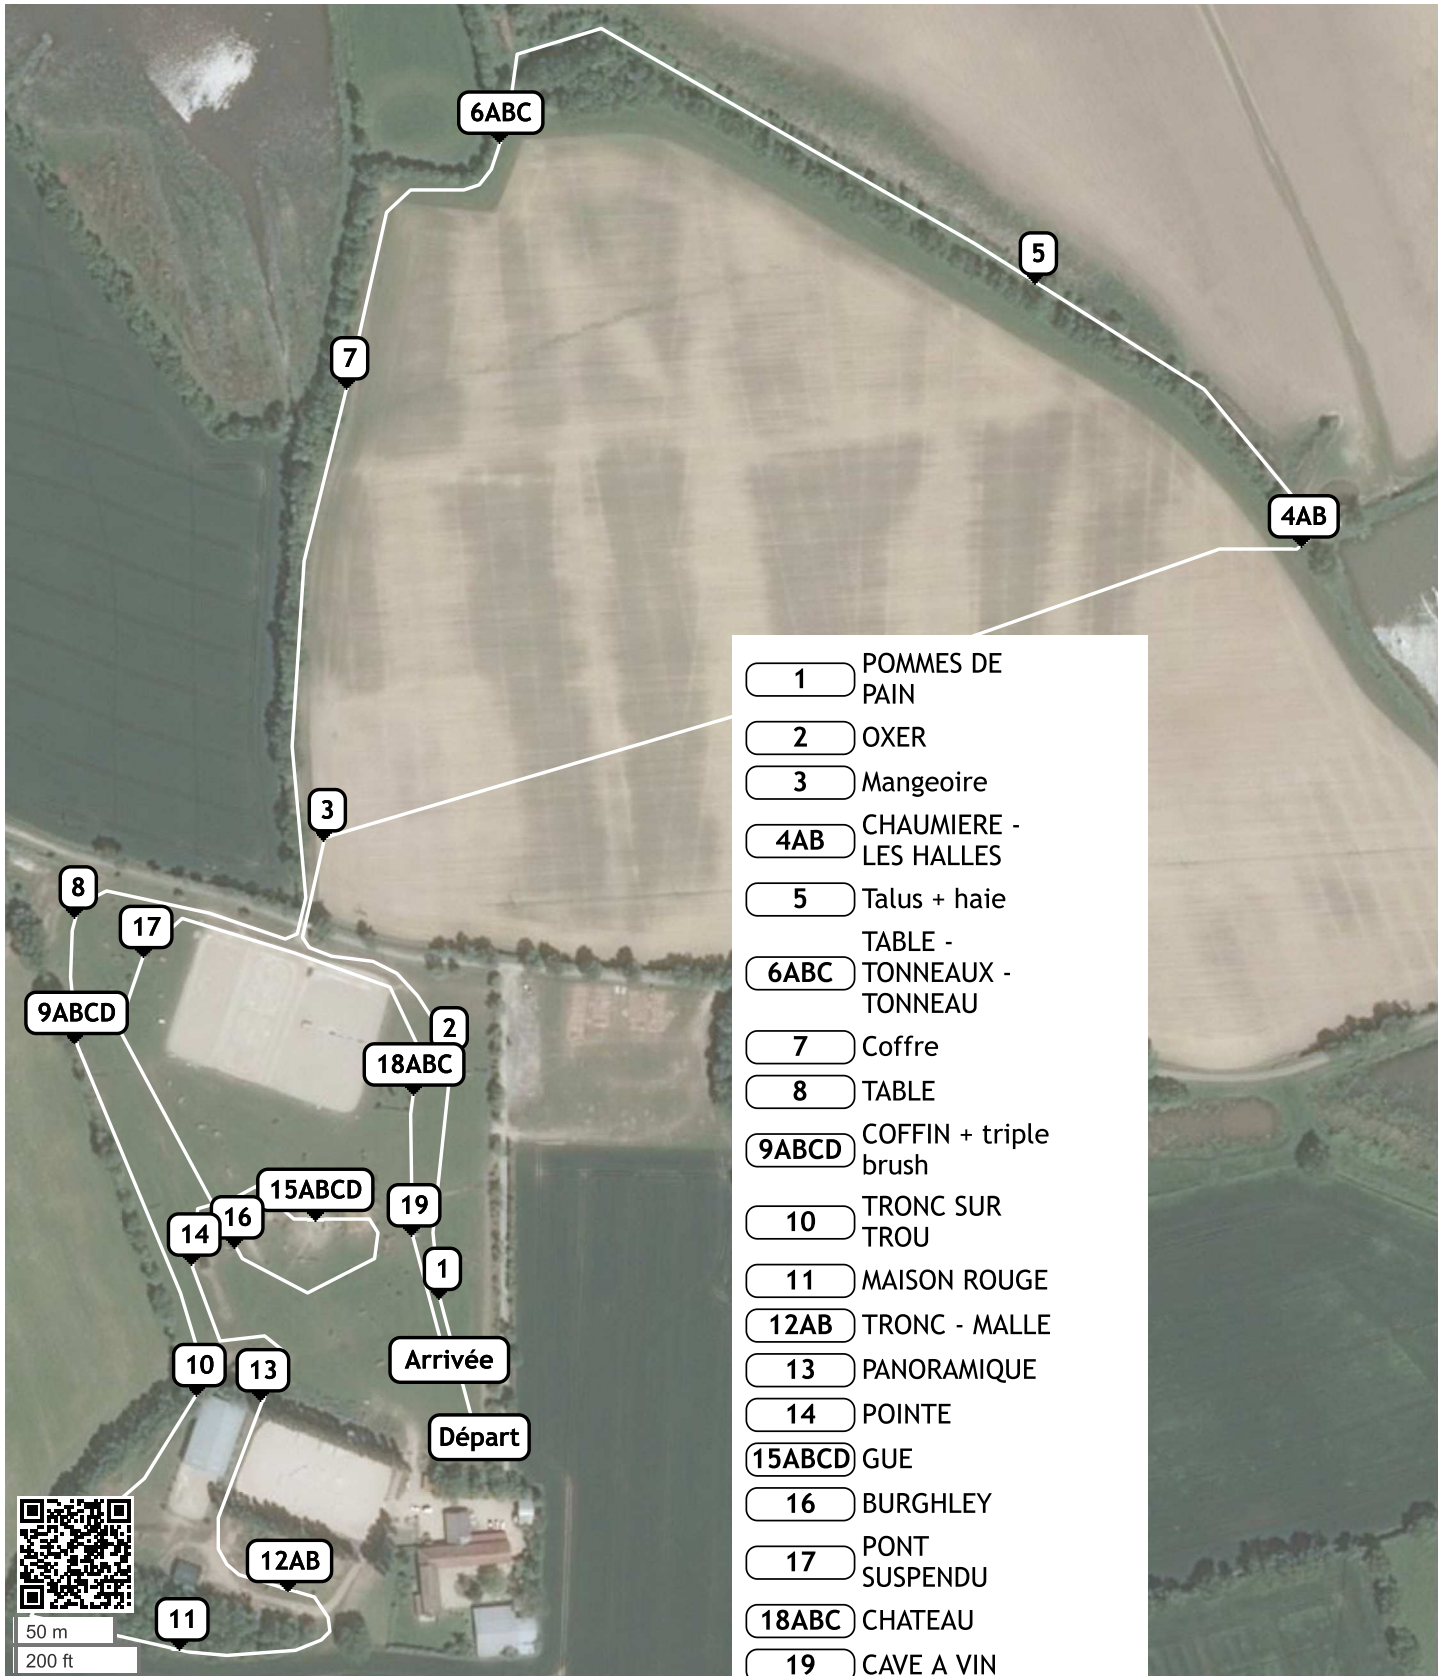 6ABC
5
7
4AB
3
8
17
9ABCD
2
18ABC
15ABCD
16
14
19
1
Arrivée
10
13
Départ
12AB
11
50 m
200 ft
1 POMMES DE
PAIN
2 OXER
3 Mangeoire
4AB CHAUMIERE -
LES HALLES
5 Talus + haie
6ABC TABLE -
TONNEAUX -
TONNEAU
7 Coffre
8 TABLE
9ABCD COFFIN + triple
brush
10 TRONC SUR
TROU
11 MAISON ROUGE
12AB TRONC - MALLE
13 PANORAMIQUE
14 POINTE
15ABCD GUE
16 BURGHLEY
17 PONT
SUSPENDU
18ABC CHATEAU
19 CAVE A VIN